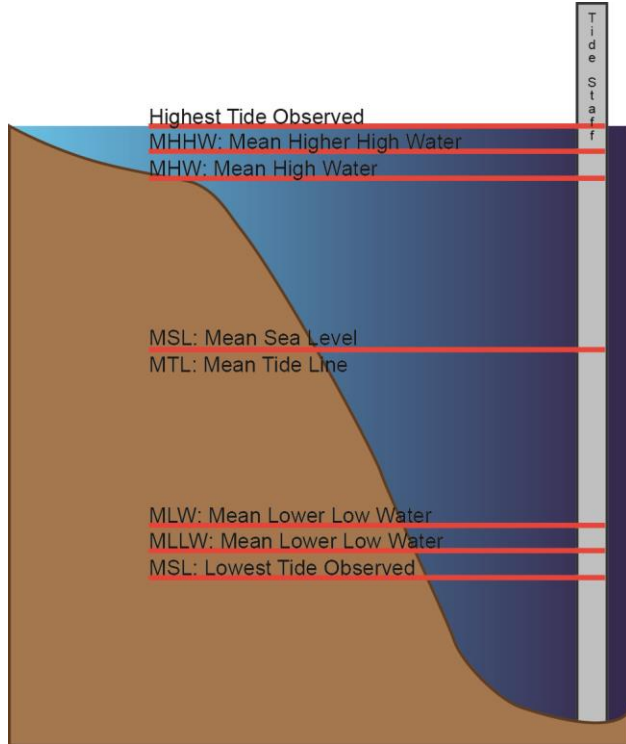 Tide Staff
Highest Tide Observed
MHHW: Mean Higher High Water
MHW: Mean High Water
MSL: Mean Sea Level
MTL: Mean Tide Line
MLW: Mean Lower Low Water
MLLW: Mean Lower Low Water
MSL: Lowest Tide Observed